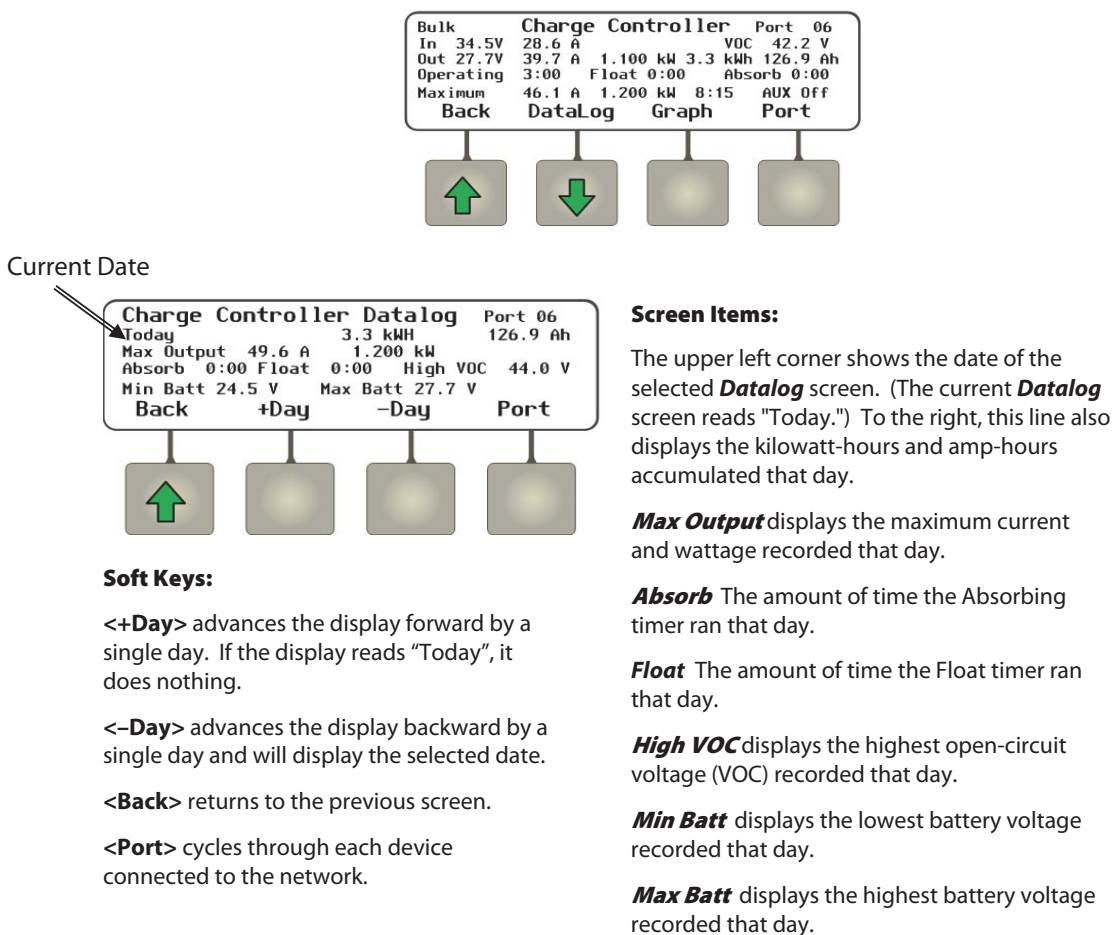 Bulk Charge Controller Port 06
In 34.5V 28.6 A VOC 42.2 V
Out 27.7V 39.7 A 1.100 kW 3.3 kWh 126.9 Ah
Operating 3:00 Float 0:00 Absorb 0:00
Maximum 46.1 A 1.200 kW 8:15 AUX Off
Back DataLog Graph Port
Current Date
Charge Controller Datalog Port 06
Today 3.3 kWH 126.9 Ah
Max Output 49.6 A 1.200 kW
Absorb 0:00 Float 0:00 High VOC 44.0 V
Min Batt 24.5 V Max Batt 27.7 V
Back +Day –Day Port
Soft Keys:
<+Day> advances the display forward by a
single day. If the display reads “Today”, it
does nothing.
<–Day> advances the display backward by a
single day and will display the selected date.
<Back> returns to the previous screen.
<Port> cycles through each device
connected to the network.
Screen Items:
The upper left corner shows the date of the
selected Datalog screen. (The current Datalog
screen reads "Today.") To the right, this line also
displays the kilowatt-hours and amp-hours
accumulated that day.
Max Output displays the maximum current
and wattage recorded that day.
Absorb The amount of time the Absorbing
timer ran that day.
Float The amount of time the Float timer ran
that day.
High VOC displays the highest open-circuit
voltage (VOC) recorded that day.
Min Batt displays the lowest battery voltage
recorded that day.
Max Batt displays the highest battery voltage
recorded that day.